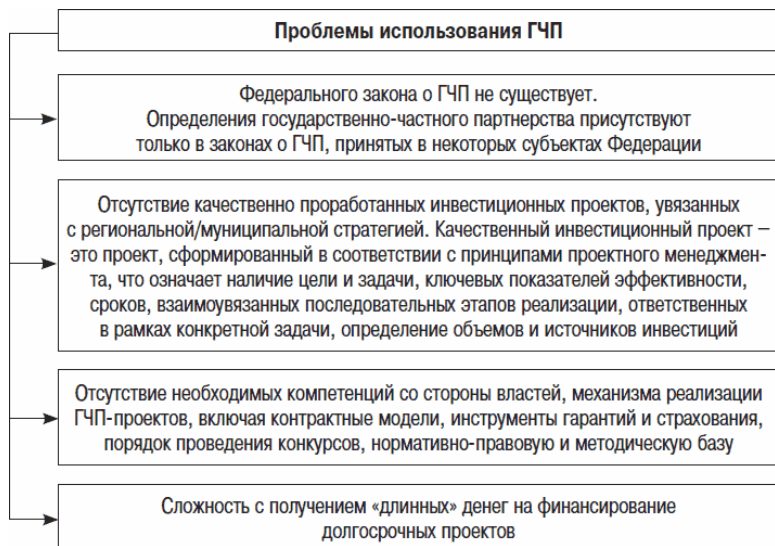 Проблемы использования ГЧП
Федерального закона о ГЧП не существует.
Определения государственно-частного партнерства присутствуют
только в законах о ГЧП, принятых в некоторых субъектах Федерации
Отсутствие качественно проработанных инвестиционных проектов, увязанных
с региональной/муниципальной стратегией. Качественный инвестиционный проект –
это проект, сформированный в соответствии с принципами проектного менеджмен-
та, что означает наличие цели и задачи, ключевых показателей эффективности,
сроков, взаимоувязанных последовательных этапов реализации, ответственных
в рамках конкретной задачи, определение объемов и источников инвестиций
Отсутствие необходимых компетенций со стороны властей, механизма реализации
ГЧП-проектов, включая контрактные модели, инструменты гарантий и страхования,
порядок проведения конкурсов, нормативно-правовую и методическую базу
Сложность с получением «длинных» денег на финансирование
долгосрочных проектов